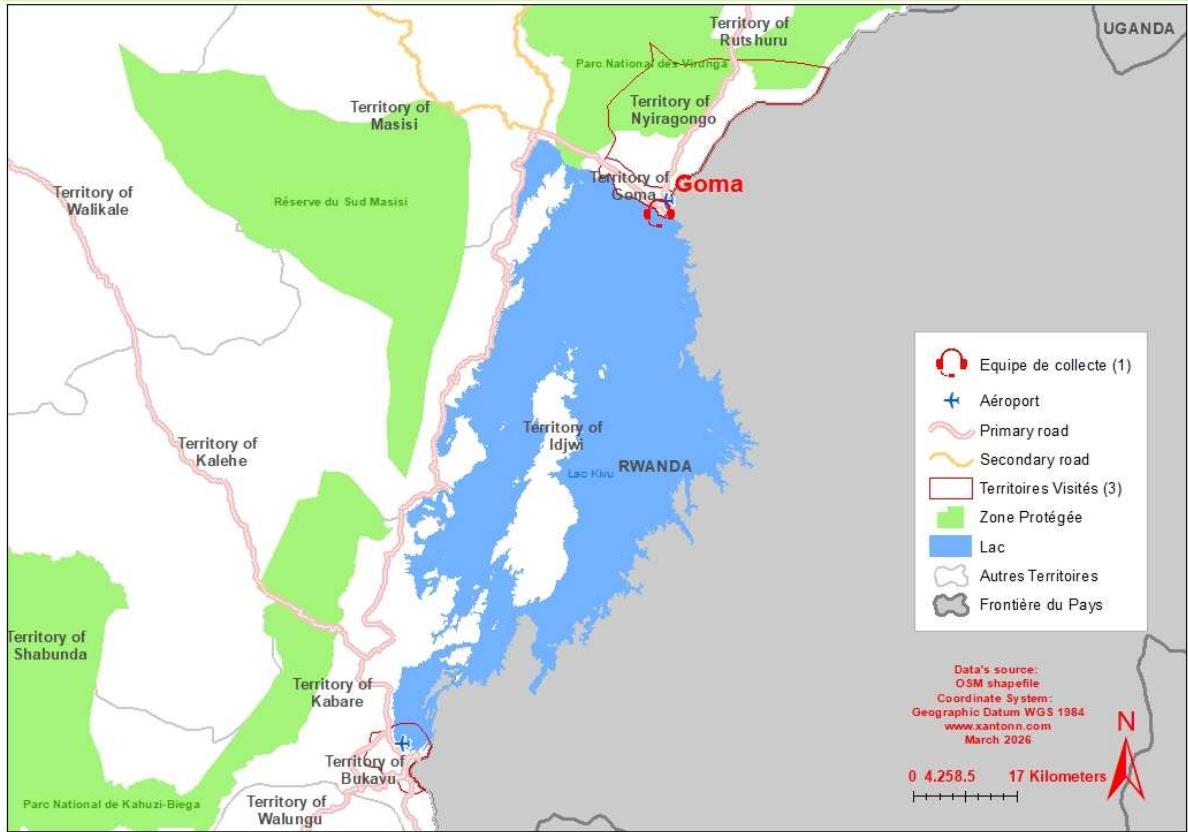 Territory of
Rutshuru
UGANDA
Parc National des Virunga
Territory of
Nyiragongo
Territory of
Masisi
Territory of
Goma
Goma
Territory of
Walikale
Réserve du Sud Masisi
Territory of
Kalehe
Territory of
Idjwi
Lac Kivu
RWANDA
Equipe de collecte (1)
Aéroport
Primary road
Secondary road
Territoires Visités (3)
Zone Protégée
Lac
Autres Territoires
Frontière du Pays
Territory of
Shabunda
Territory of
Kabare
Territory of
Bukavu
Parc National de Kahuzi-Biega
Territory of
Walungu
Data's source:
OSM shapefile
Coordinate System:
Geographic Datum WGS 1984
www.xantonn.com
March 2026
N
0 4.258.5 17 Kilometers